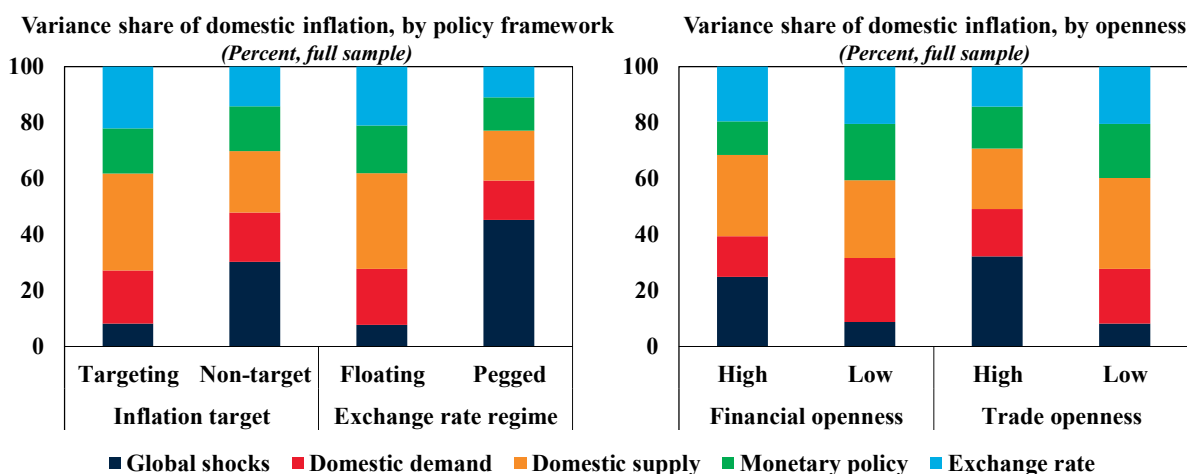 Variance share of domestic inflation, by policy framework
(Percent, full sample)
100
80
60
40
20
0
Targeting Non-target Floating Pegged
Inflation target Exchange rate regime
Variance share of domestic inflation, by openness
(Percent, full sample)
100
80
60
40
20
0
High Low High Low
Financial openness Trade openness
Global shocks Domestic demand Domestic supply Monetary policy Exchange rate